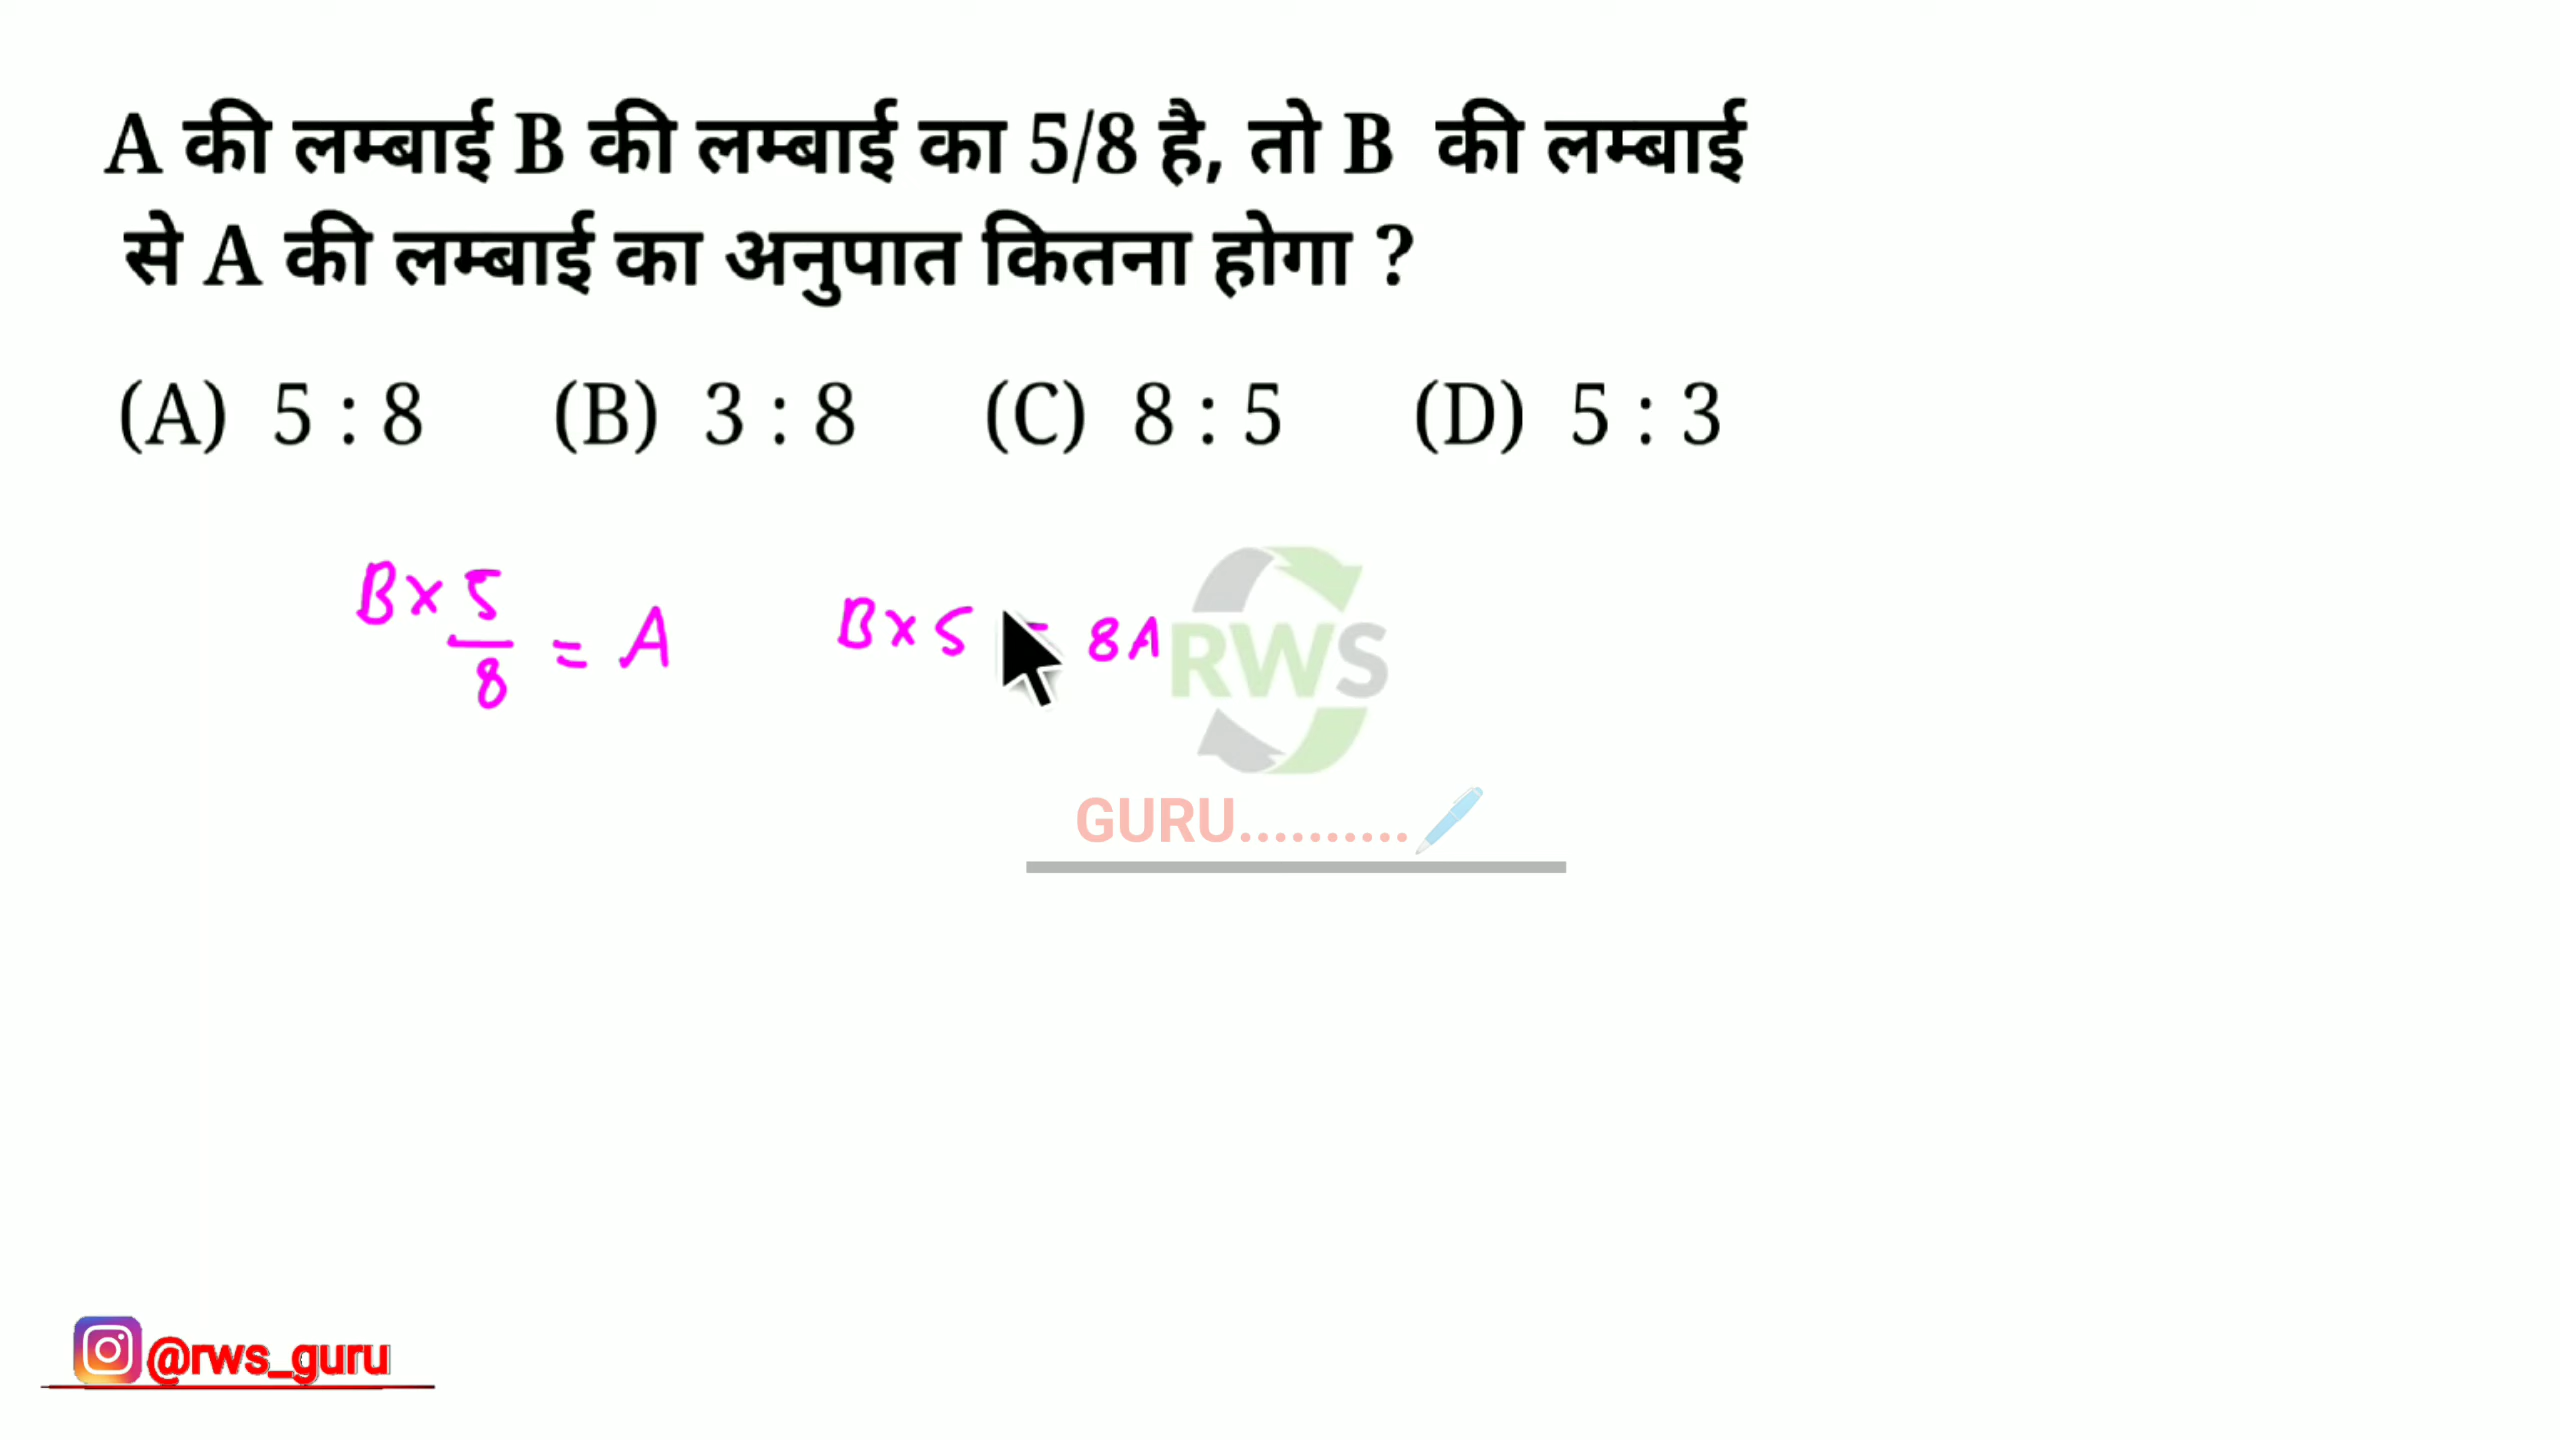 A की लम्बाई B की लम्बाई का 5/8 है, तो B की लम्बाई
से A की लम्बाई का अनुपात कितना होगा ?
(A) 5 : 8 (B) 3 : 8 (C) 8 : 5 (D) 5 : 3
B × 5/8 = A B × 5 = 8A
RWS
GURU..........
@rws_guru